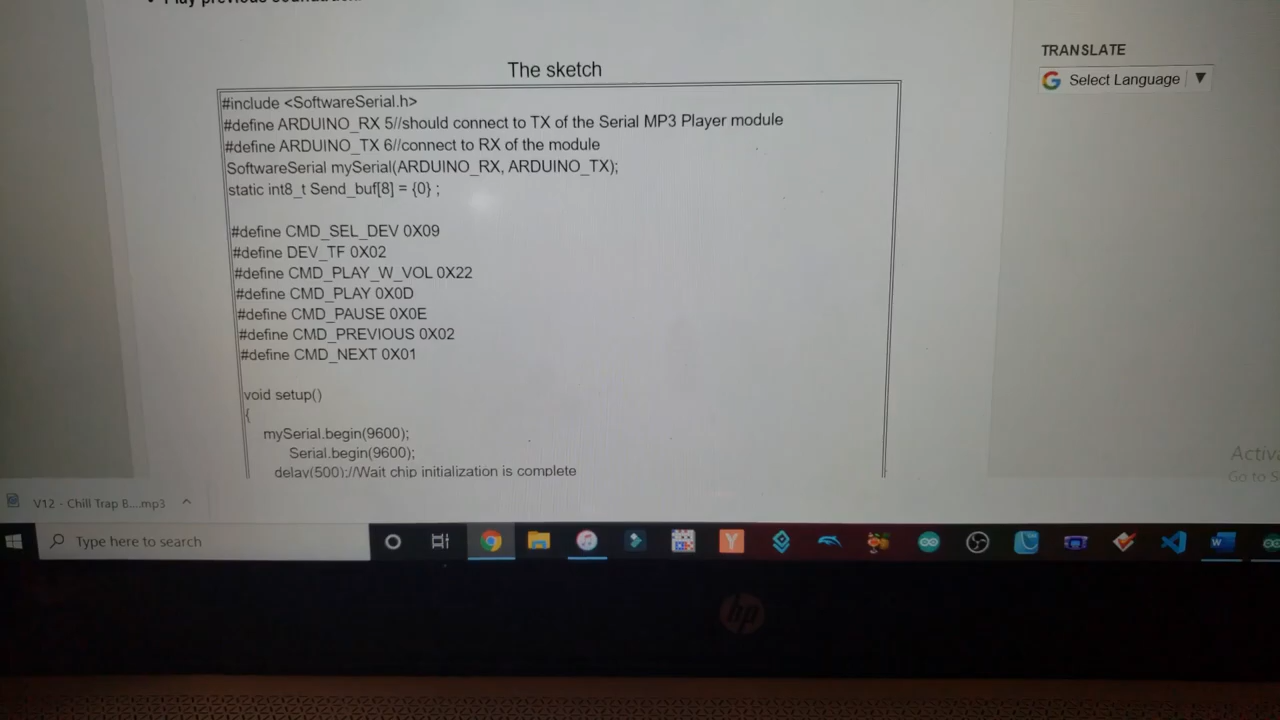 The sketch
#include <SoftwareSerial.h>
#define ARDUINO_RX 5//should connect to TX of the Serial MP3 Player module
#define ARDUINO_TX 6//connect to RX of the module
SoftwareSerial mySerial(ARDUINO_RX, ARDUINO_TX);
static int8_t Send_buf[8] = {0} ;
#define CMD_SEL_DEV 0X09
#define DEV_TF 0X02
#define CMD_PLAY_W_VOL 0X22
#define CMD_PLAY 0X0D
#define CMD_PAUSE 0X0E
#define CMD_PREVIOUS 0X02
#define CMD_NEXT 0X01
void setup()
{
mySerial.begin(9600);
Serial.begin(9600);
delay(500);//Wait chip initialization is complete
TRANSLATE
G Select Language ▼
Go to S
V12 - Chill Trap B....mp3
Type here to search
Y
W
hp